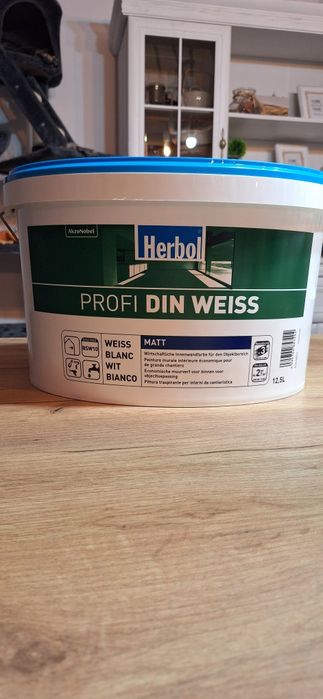 AkzoNobel
Herbol
PROFI DIN WEISS
WEISS
BLANC
WIT
BIANCO
MATT
Wirtschaftliche Innenwandfarbe für den Objektbereich
Peinture murale intérieure économique pour
de grands chantiers
Economische muurverf voor binnen voor
objecttoepassing
Pittura traspirante per interni da cantieristica
12,5L